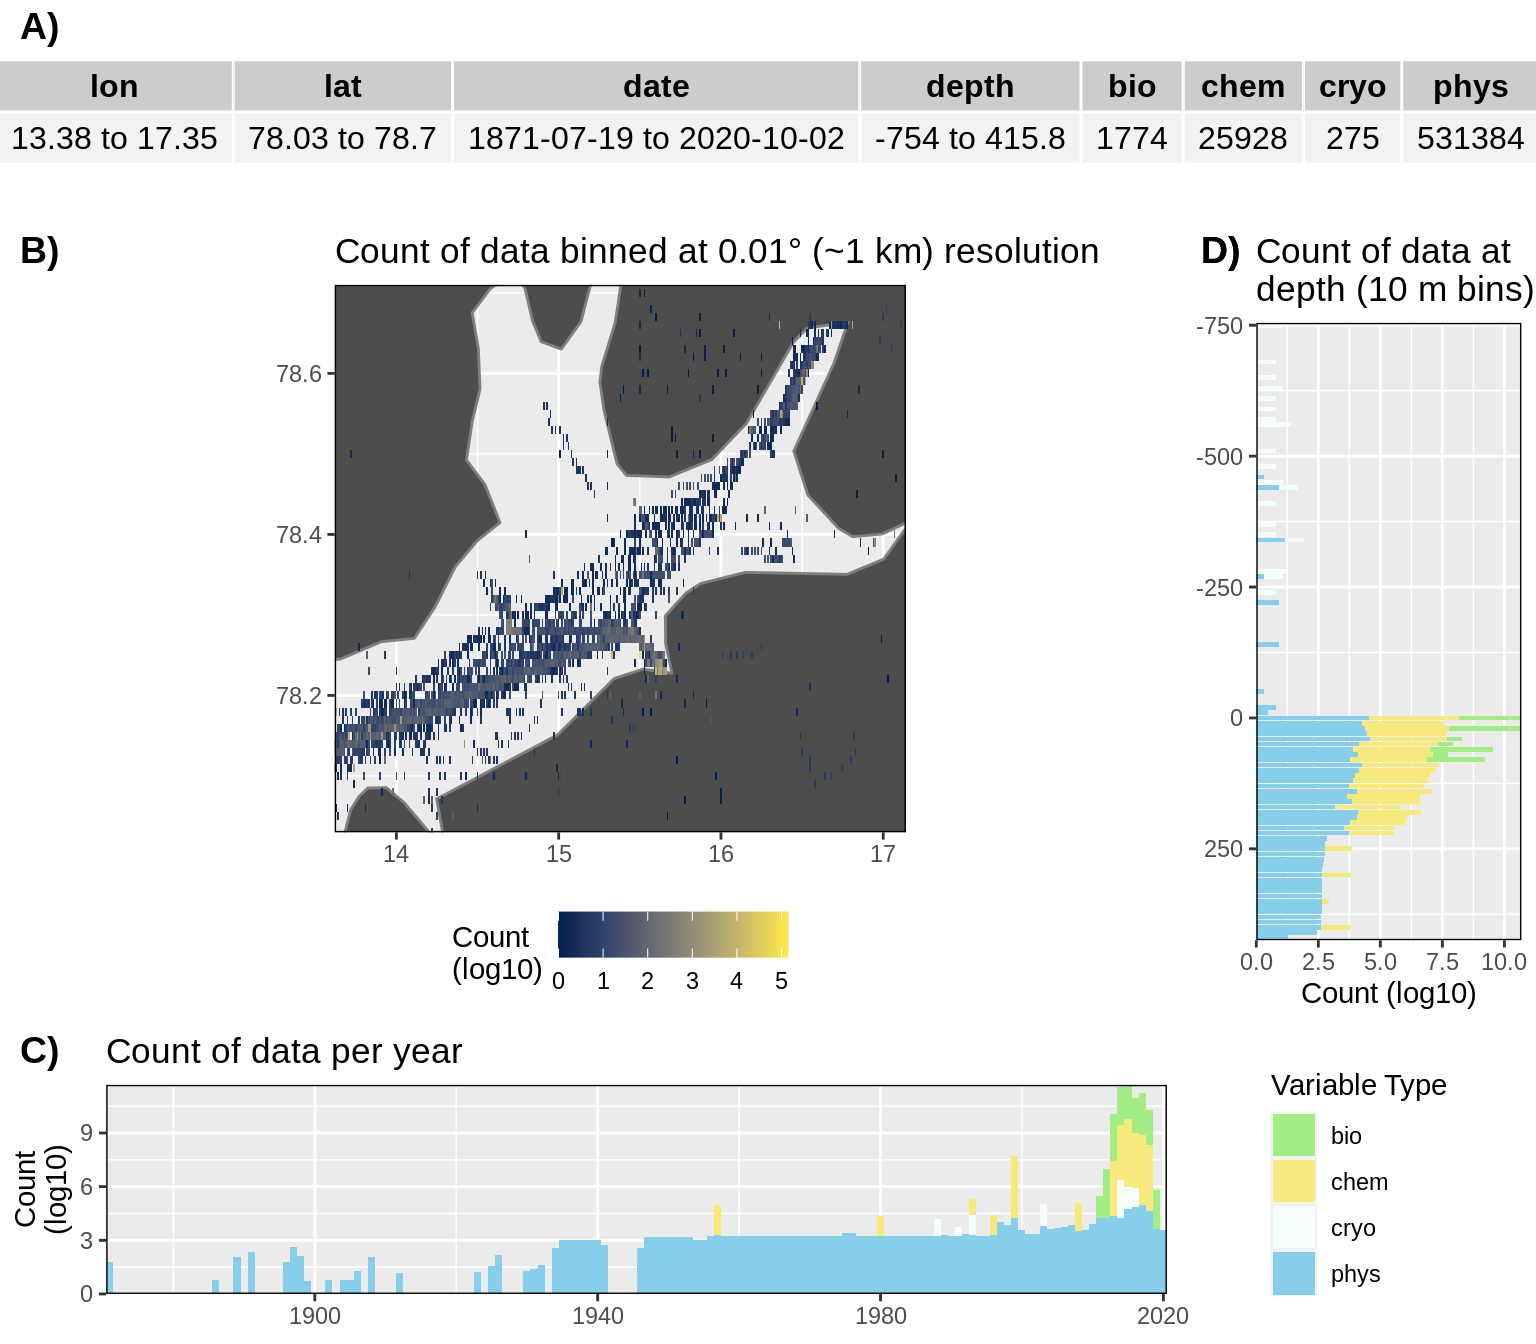 A)
lon lat date depth bio chem cryo phys
13.38 to 17.35 78.03 to 78.7 1871-07-19 to 2020-10-02 -754 to 415.8 1774 25928 275 531384
B)
Count of data binned at 0.01° (~1 km) resolution
78.6
78.4
78.2
14 15 16 17
Count
(log10)
0 1 2 3 4 5
D)
Count of data at
depth (10 m bins)
-750
-500
-250
0
250
0.0 2.5 5.0 7.5 10.0
Count (log10)
C)
Count of data per year
Count
(log10)
9
6
3
0
1900 1940 1980 2020
Variable Type
bio
chem
cryo
phys